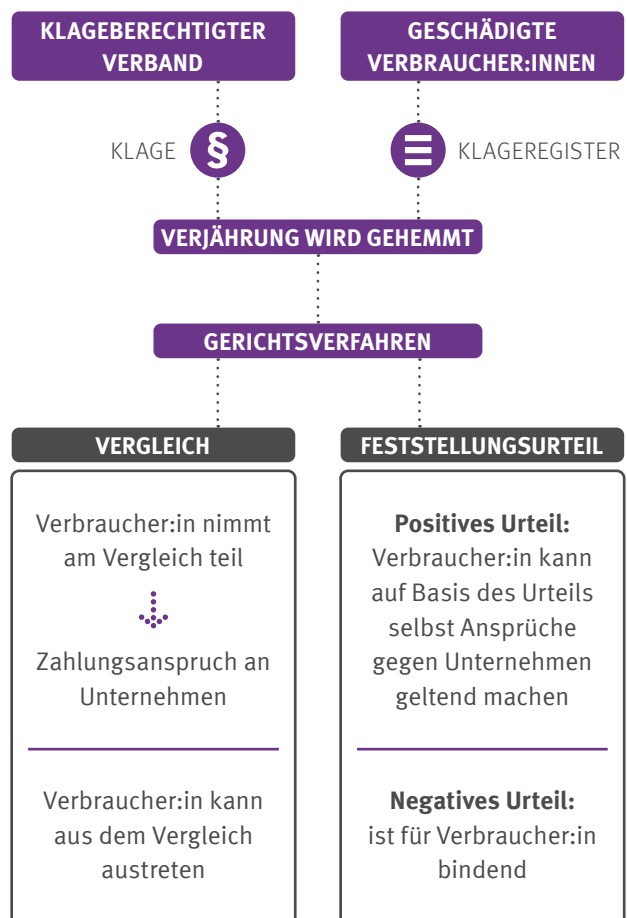 KLAGEBERECHTIGTER
VERBAND
GESCHÄDIGTE
VERBRAUCHER:INNEN
KLAGE
§
KLAGEREGISTER
VERJÄHRUNG WIRD GEHEMMT
GERICHTSVERFAHREN
VERGLEICH
Verbraucher:in nimmt
am Vergleich teil
Zahlungsanspruch an
Unternehmen
Verbraucher:in kann
aus dem Vergleich
austreten
FESTSTELLUNGSURTEIL
Positives Urteil:
Verbraucher:in kann
auf Basis des Urteils
selbst Ansprüche
gegen Unternehmen
geltend machen
Negatives Urteil:
ist für Verbraucher:in
bindend